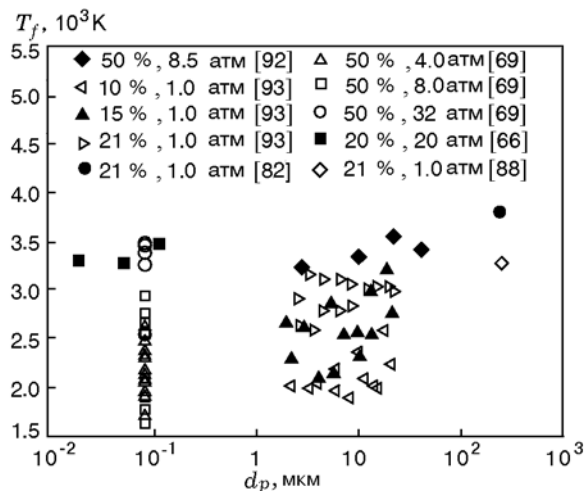 T_f, 10³K
5.5
50 %, 8.5 атм [92]
50 %, 4.0 атм [69]
5.0
10 %, 1.0 атм [93]
50 %, 8.0 атм [69]
15 %, 1.0 атм [93]
50 %, 32 атм [69]
4.5
21 %, 1.0 атм [93]
20 %, 20 атм [66]
4.0
21 %, 1.0 атм [82]
21 %, 1.0 атм [88]
3.5
3.0
2.5
2.0
1.5
10⁻² 10⁻¹ 1 10 10² 10³
d_p, мкм